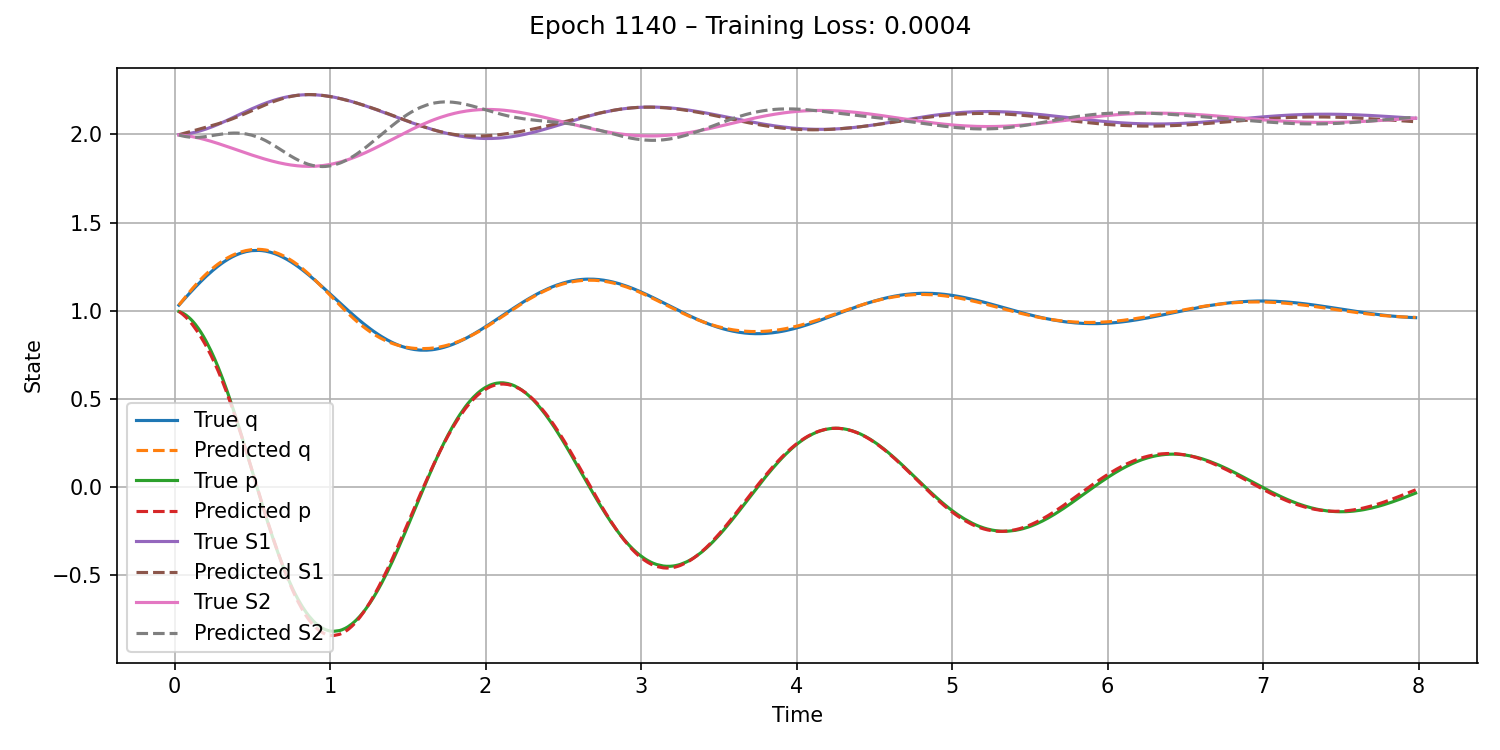 Epoch 1140 – Training Loss: 0.0004
State
2.0
1.5
1.0
0.5
0.0
−0.5
True q
Predicted q
True p
Predicted p
True S1
Predicted S1
True S2
Predicted S2
0 1 2 3 4 5 6 7 8
Time